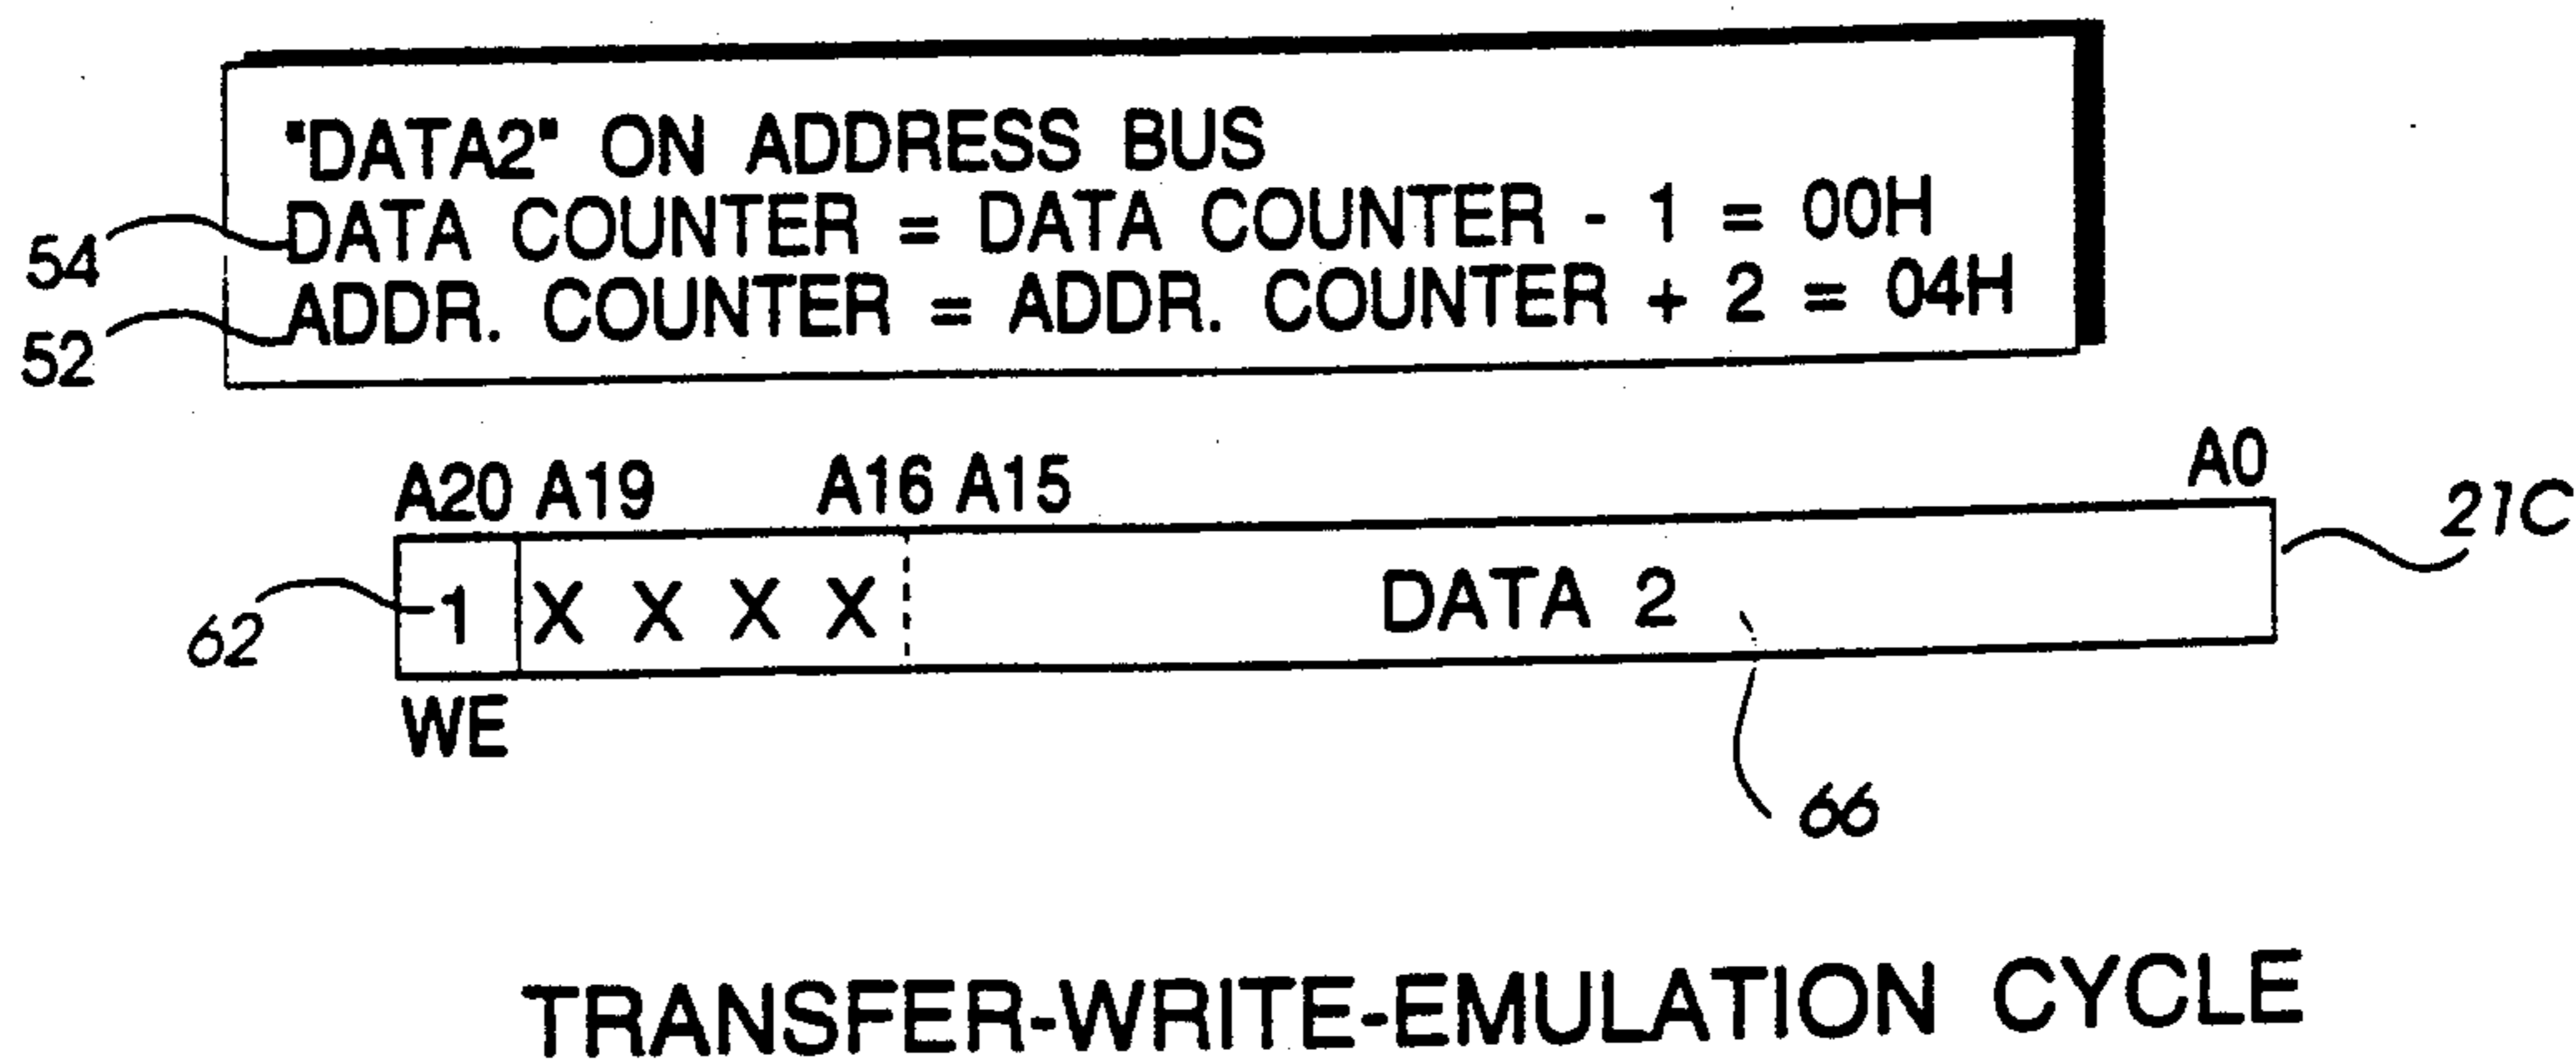 "DATA2" ON ADDRESS BUS
54 DATA COUNTER = DATA COUNTER - 1 = 00H
52 ADDR. COUNTER = ADDR. COUNTER + 2 = 04H
A20 A19 A16 A15 A0
21C
62 1 X X X X DATA 2
WE
66
TRANSFER-WRITE-EMULATION CYCLE